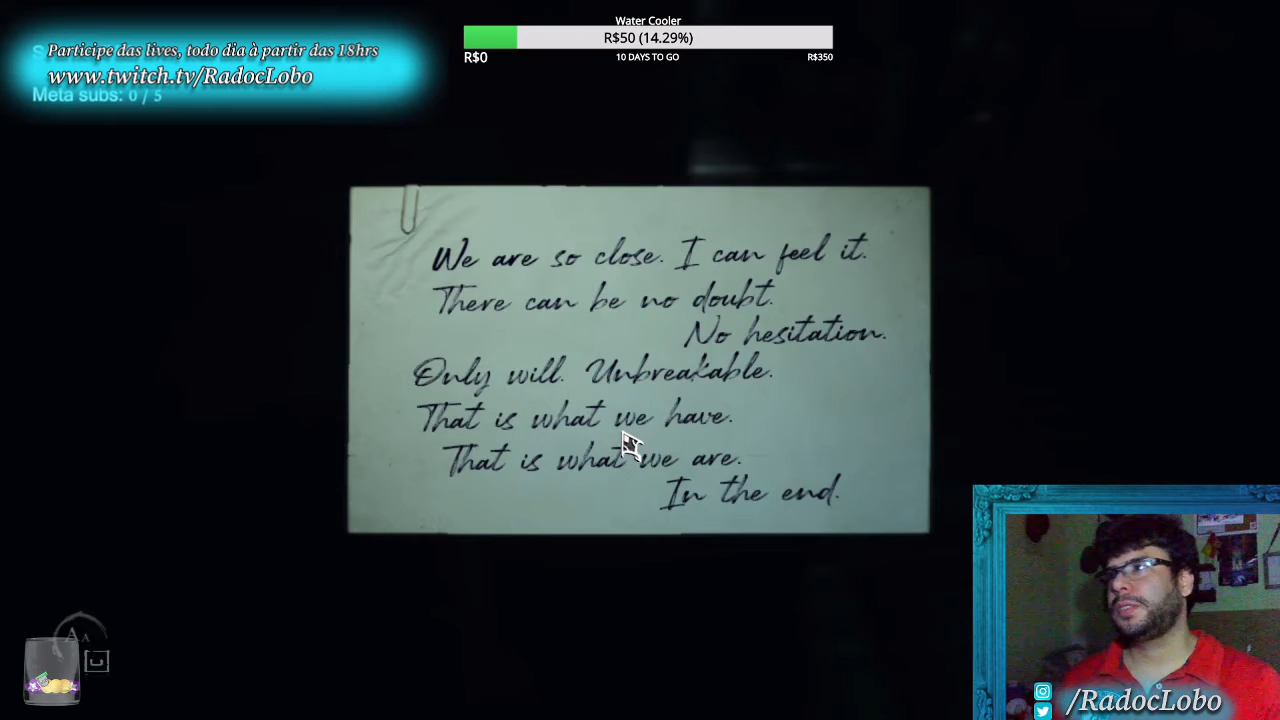 Water Cooler
R$50 (14.29%)
R$0
10 DAYS TO GO
R$350
Participe das lives, todo dia à partir das 18hrs
www.twitch.tv/RadocLobo
Meta subs: 0 / 5
We are so close. I can feel it.
There can be no doubt.
No hesitation.
Only will. Unbreakable.
That is what we have.
That is what we are.
In the end.
/RadocLobo